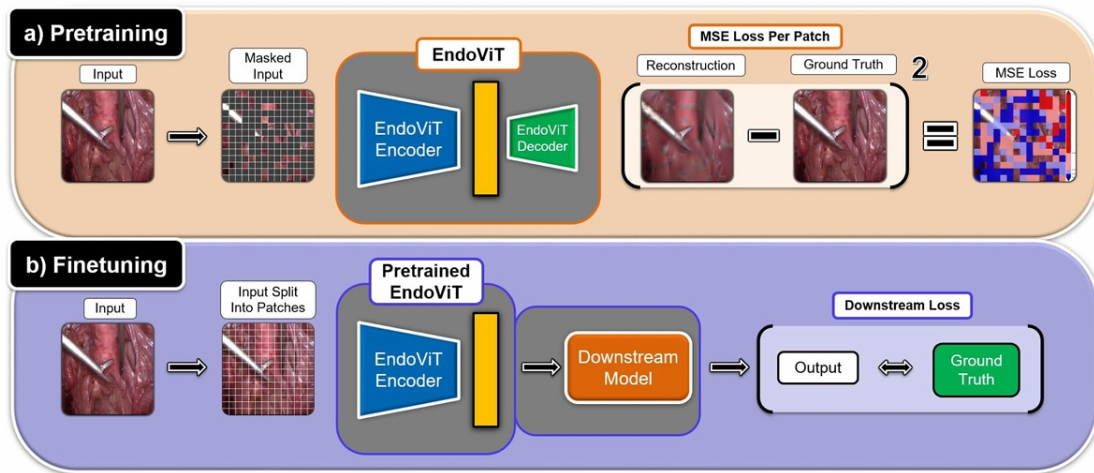 a) Pretraining
Input
Masked
Input
EndoViT
EndoViT
Encoder
EndoViT
Decoder
MSE Loss Per Patch
Reconstruction
Ground Truth
2
MSE Loss
b) Finetuning
Input
Input Split
Into Patches
Pretrained
EndoViT
EndoViT
Encoder
Downstream
Model
Downstream Loss
Output
Ground
Truth